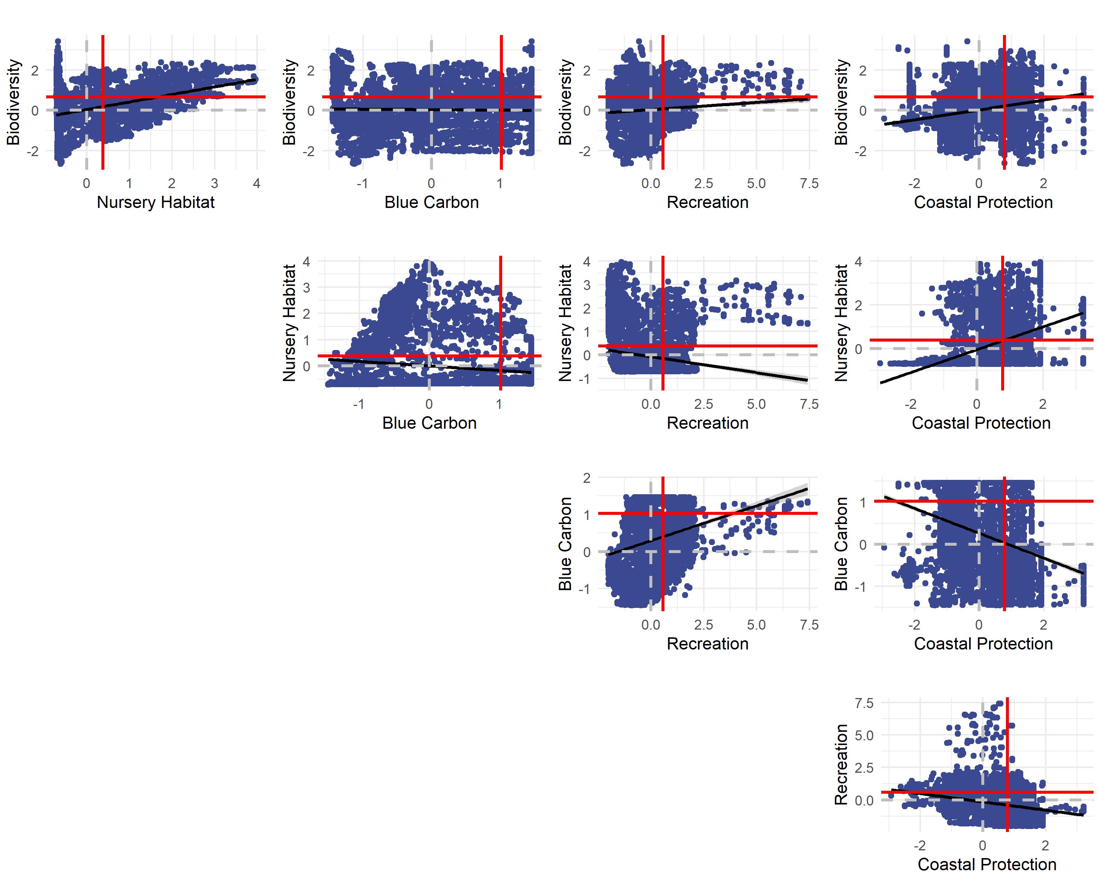 Biodiversity
2
0
-2
0 1 2 3 4
Nursery Habitat
Biodiversity
2
0
-2
-1 0 1
Blue Carbon
Biodiversity
2
0
-2
0.0 2.5 5.0 7.5
Recreation
Biodiversity
2
0
-2
-2 0 2
Coastal Protection
Nursery Habitat
4
3
2
1
0
-1 0 1
Blue Carbon
Nursery Habitat
4
3
2
1
0
-1
0.0 2.5 5.0 7.5
Recreation
Nursery Habitat
4
2
0
-2 0 2
Coastal Protection
Blue Carbon
2
1
0
-1
0.0 2.5 5.0 7.5
Recreation
Blue Carbon
1
0
-1
-2 0 2
Coastal Protection
Recreation
7.5
5.0
2.5
0.0
-2 0 2
Coastal Protection